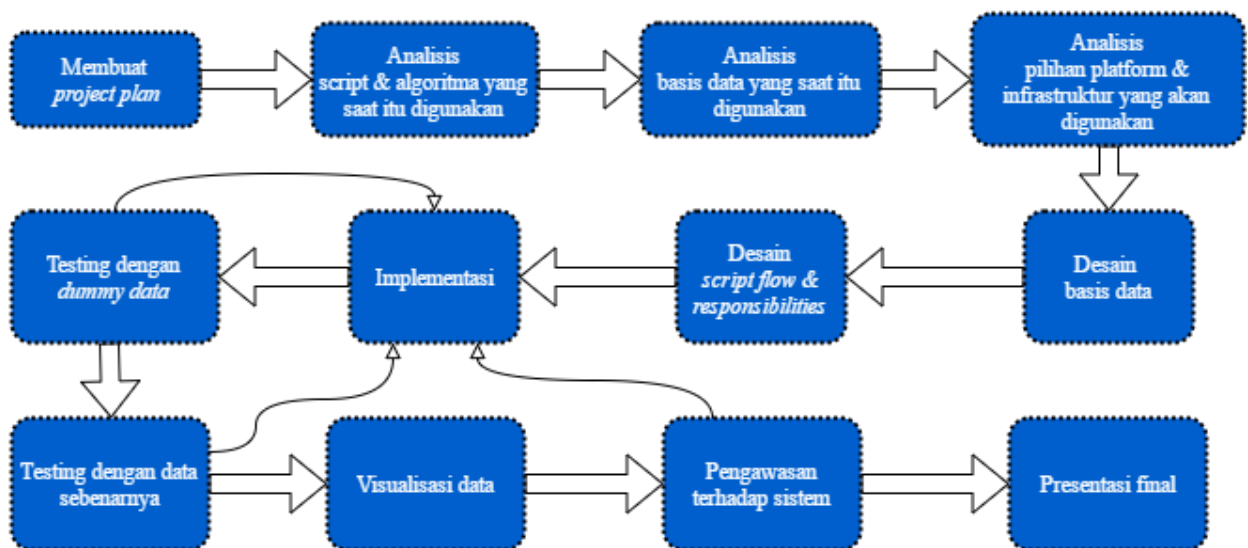 Membuat
project plan
Analisis
script & algoritma yang
saat itu digunakan
Analisis
basis data yang saat itu
digunakan
Analisis
pilihan platform &
infrastruktur yang akan
digunakan
Desain
basis data
Desain
script flow &
responsibilities
Implementasi
Testing dengan
dummy data
Testing dengan data
sebenarnya
Visualisasi data
Pengawasan
terhadap sistem
Presentasi final